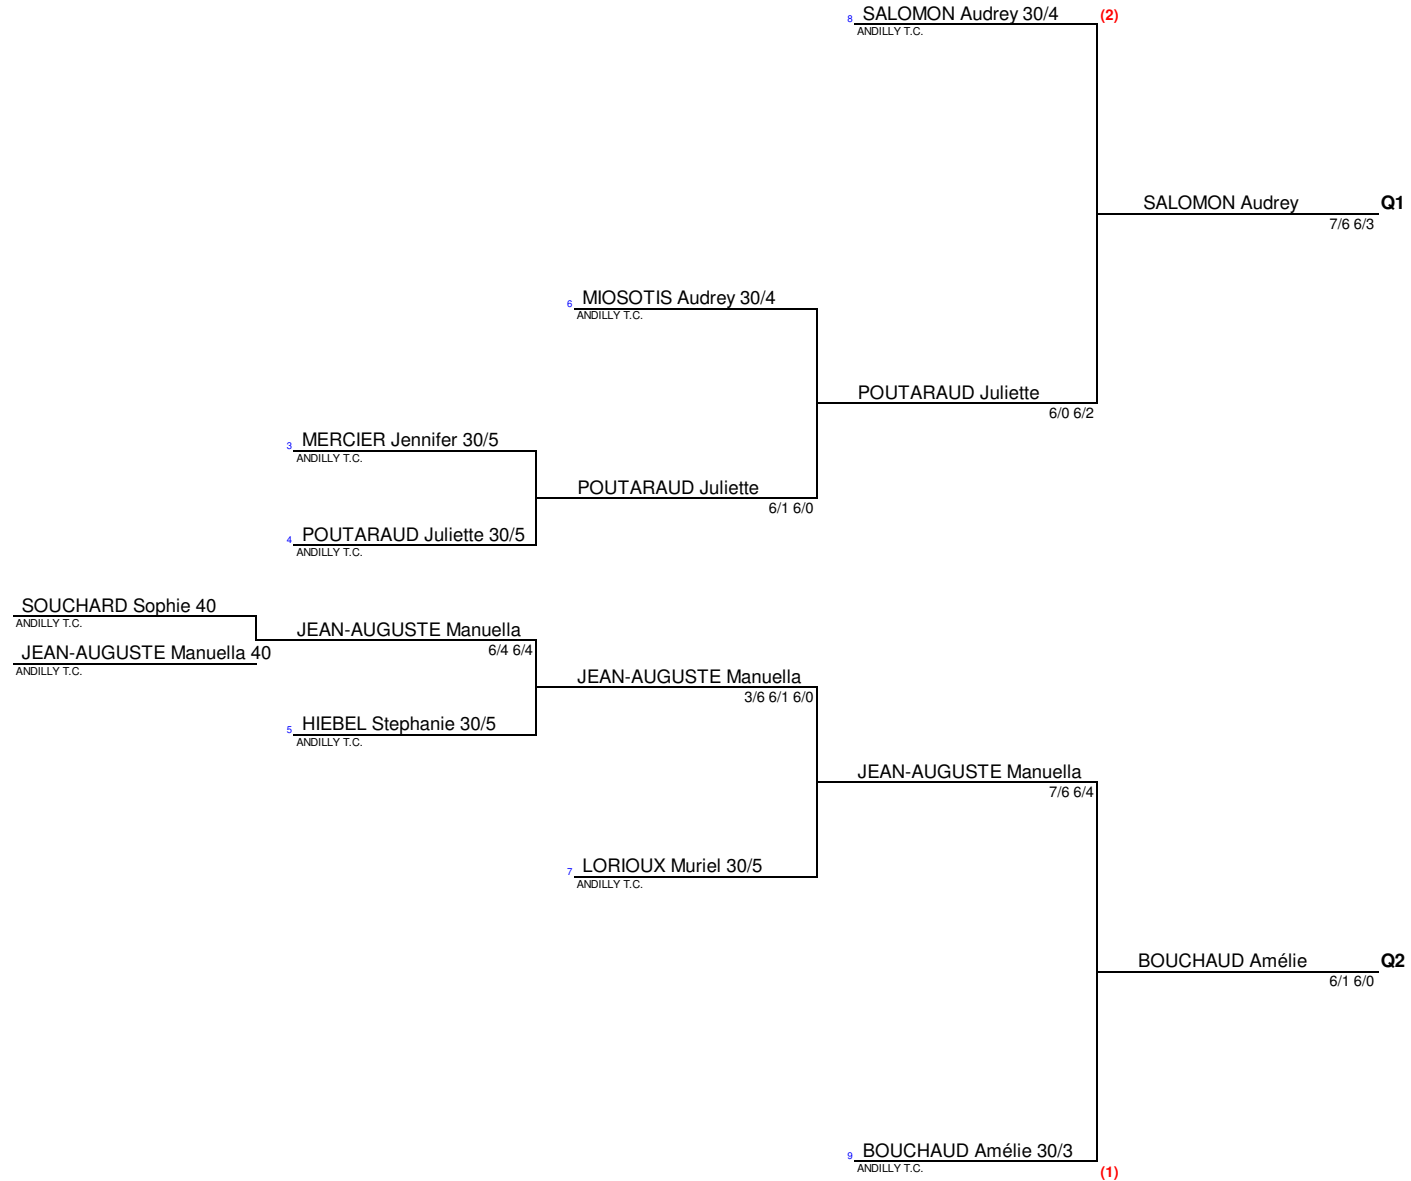 8 SALOMON Audrey 30/4 (2)
ANDILLY T.C.
SALOMON Audrey Q1
7/6 6/3
6 MIOSOTIS Audrey 30/4
ANDILLY T.C.
POUTARAUD Juliette
6/0 6/2
3 MERCIER Jennifer 30/5
ANDILLY T.C.
POUTARAUD Juliette
6/1 6/0
4 POUTARAUD Juliette 30/5
ANDILLY T.C.
SOUCHARD Sophie 40
ANDILLY T.C.
JEAN-AUGUSTE Manuella
6/4 6/4
JEAN-AUGUSTE Manuella 40
ANDILLY T.C.
JEAN-AUGUSTE Manuella
3/6 6/1 6/0
5 HIEBEL Stephanie 30/5
ANDILLY T.C.
JEAN-AUGUSTE Manuella
7/6 6/4
7 LORIOUX Muriel 30/5
ANDILLY T.C.
BOUCHAUD Amélie Q2
6/1 6/0
9 BOUCHAUD Amélie 30/3
ANDILLY T.C. (1)